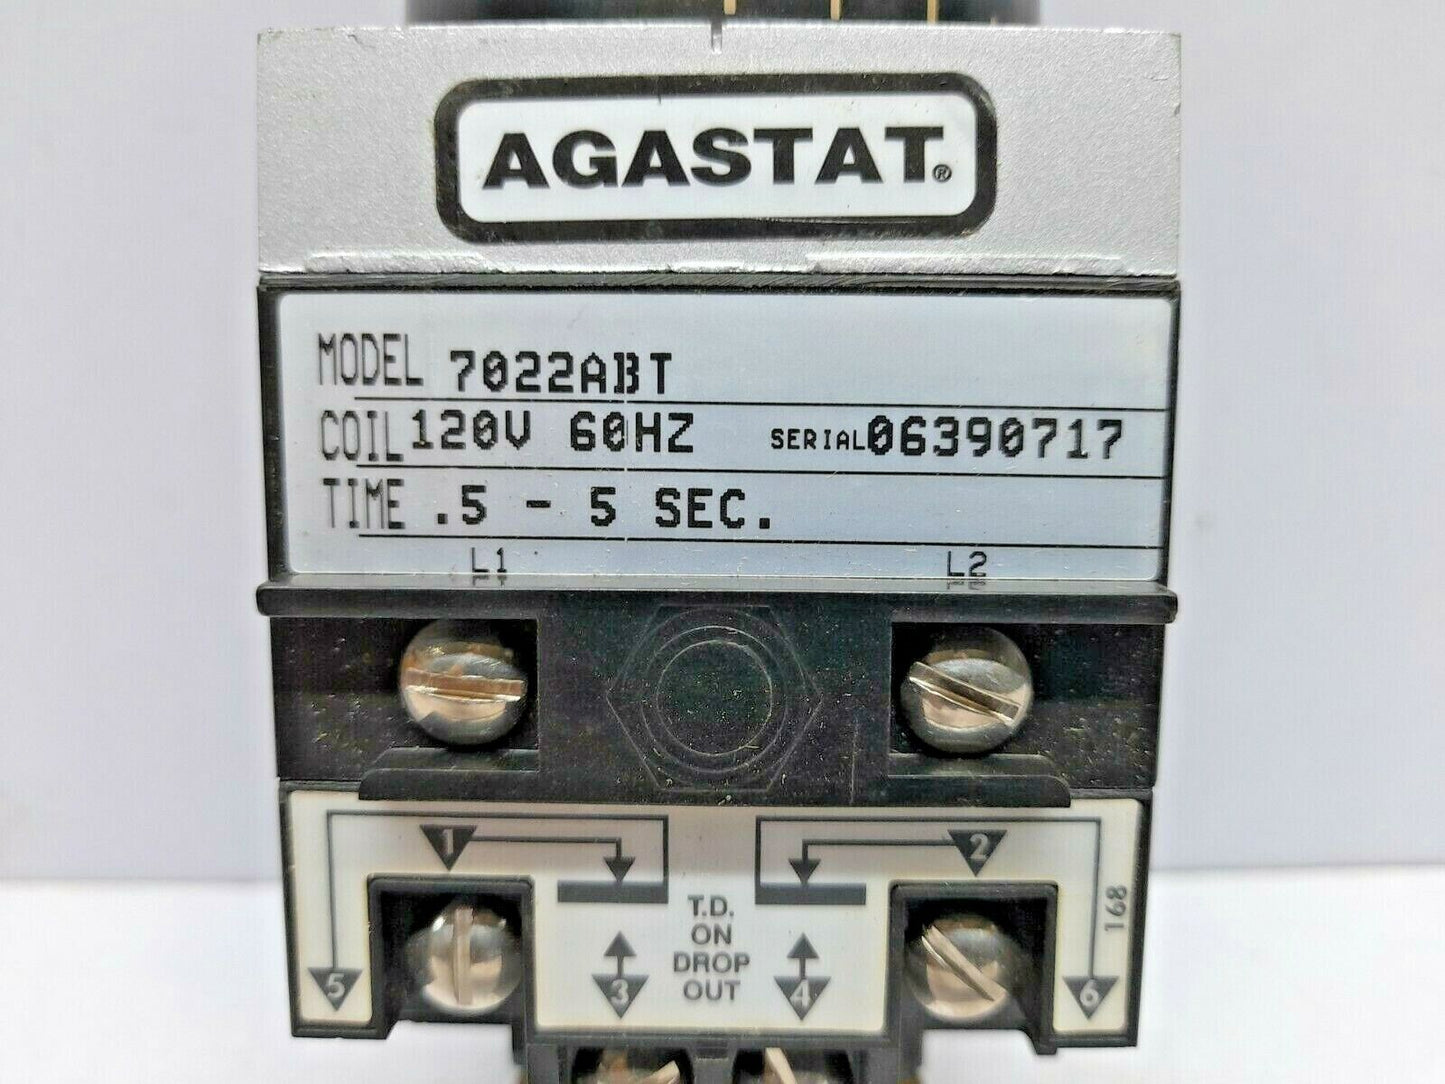 AGASTAT®
MODEL 7022ABT
COIL 120V 60HZ SERIAL 06390717
TIME .5 - 5 SEC.
L1 L2
1 2
T.D.
ON
DROP
OUT
168
5 3 4 6